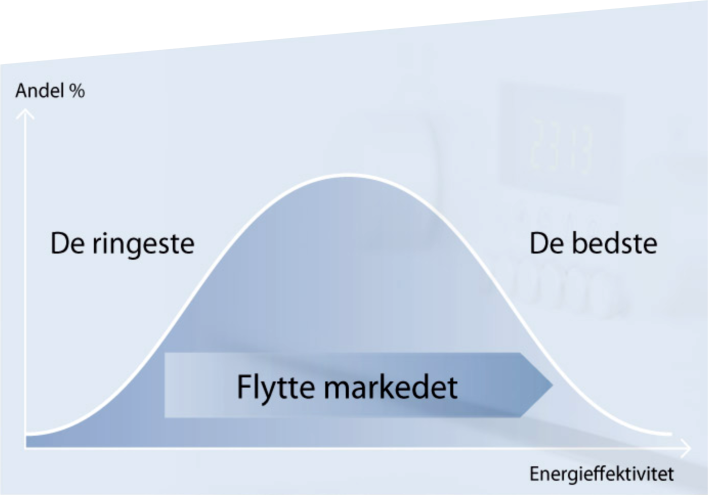 Andel %
De ringeste
De bedste
Flytte markedet
Energieffektivitet